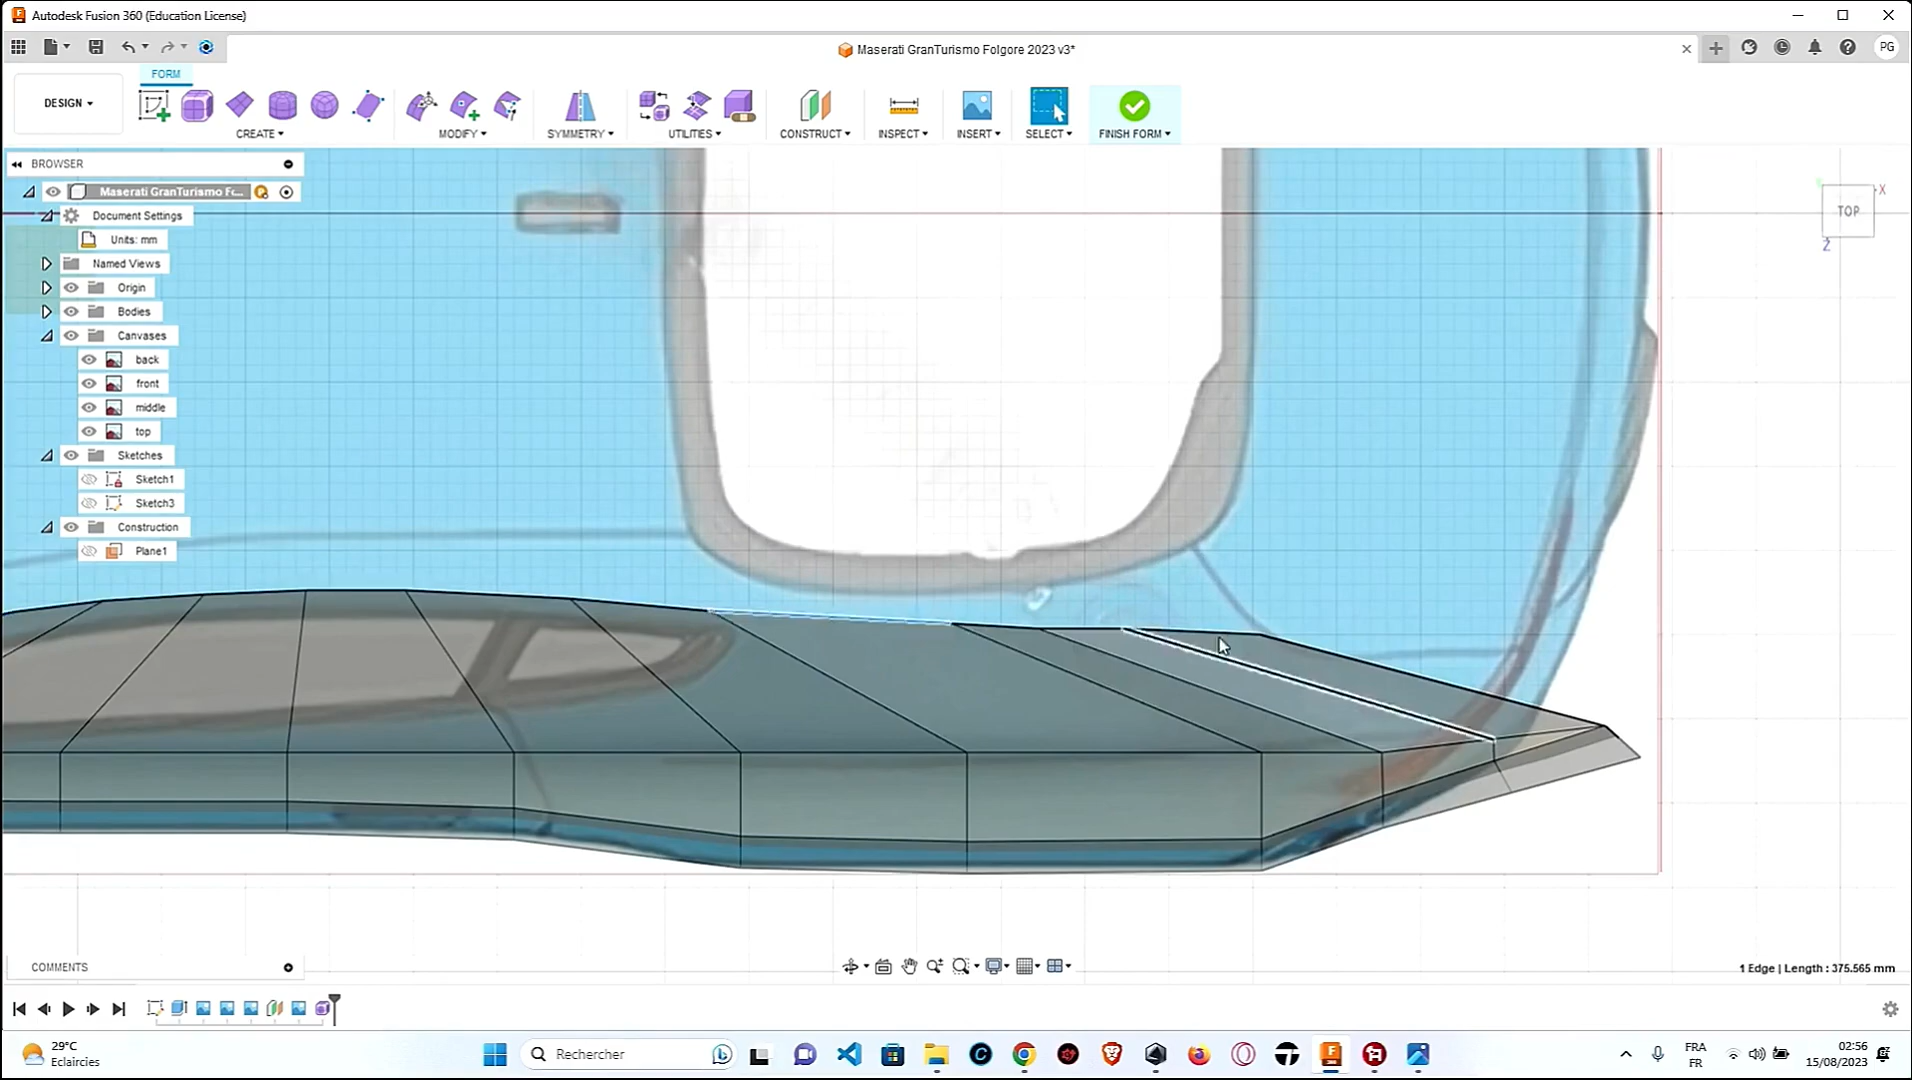 Autodesk Fusion 360 (Education License)
Maserati GranTurismo Folgore 2023 v3*
PG
FORM
DESIGN
CREATE
MODIFY
SYMMETRY
UTILITIES
CONSTRUCT
INSPECT
INSERT
SELECT
FINISH FORM
BROWSER
Maserati GranTurismo Fc...
Document Settings
Units: mm
Named Views
Origin
Bodies
Canvases
back
front
middle
top
Sketches
Sketch1
Sketch3
Construction
Plane1
TOP
X
Z
COMMENTS
1 Edge | Length : 375.565 mm
29°C
Eclaircies
Rechercher
FRA
FR
02:56
15/08/2023